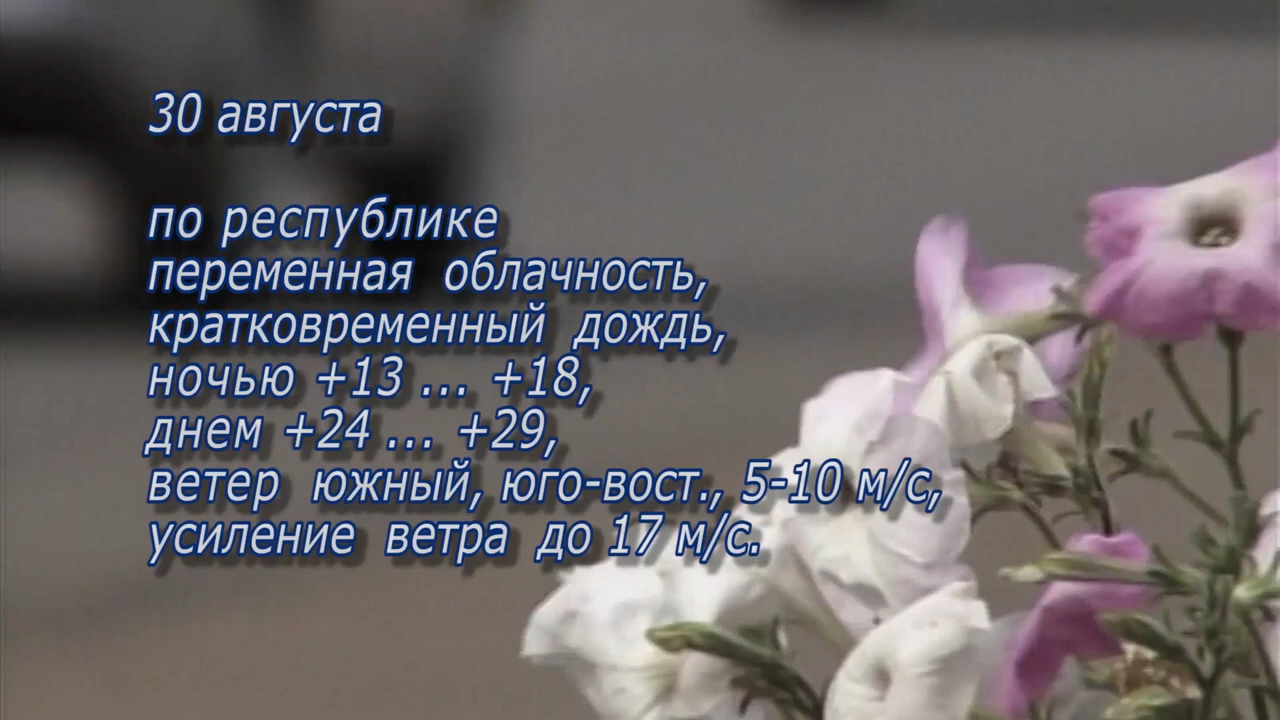 30 августа
по республике
переменная облачность,
кратковременный дождь,
ночью +13 ... +18,
днем +24 ... +29,
ветер южный, юго-вост., 5-10 м/с,
усиление ветра до 17 м/с.